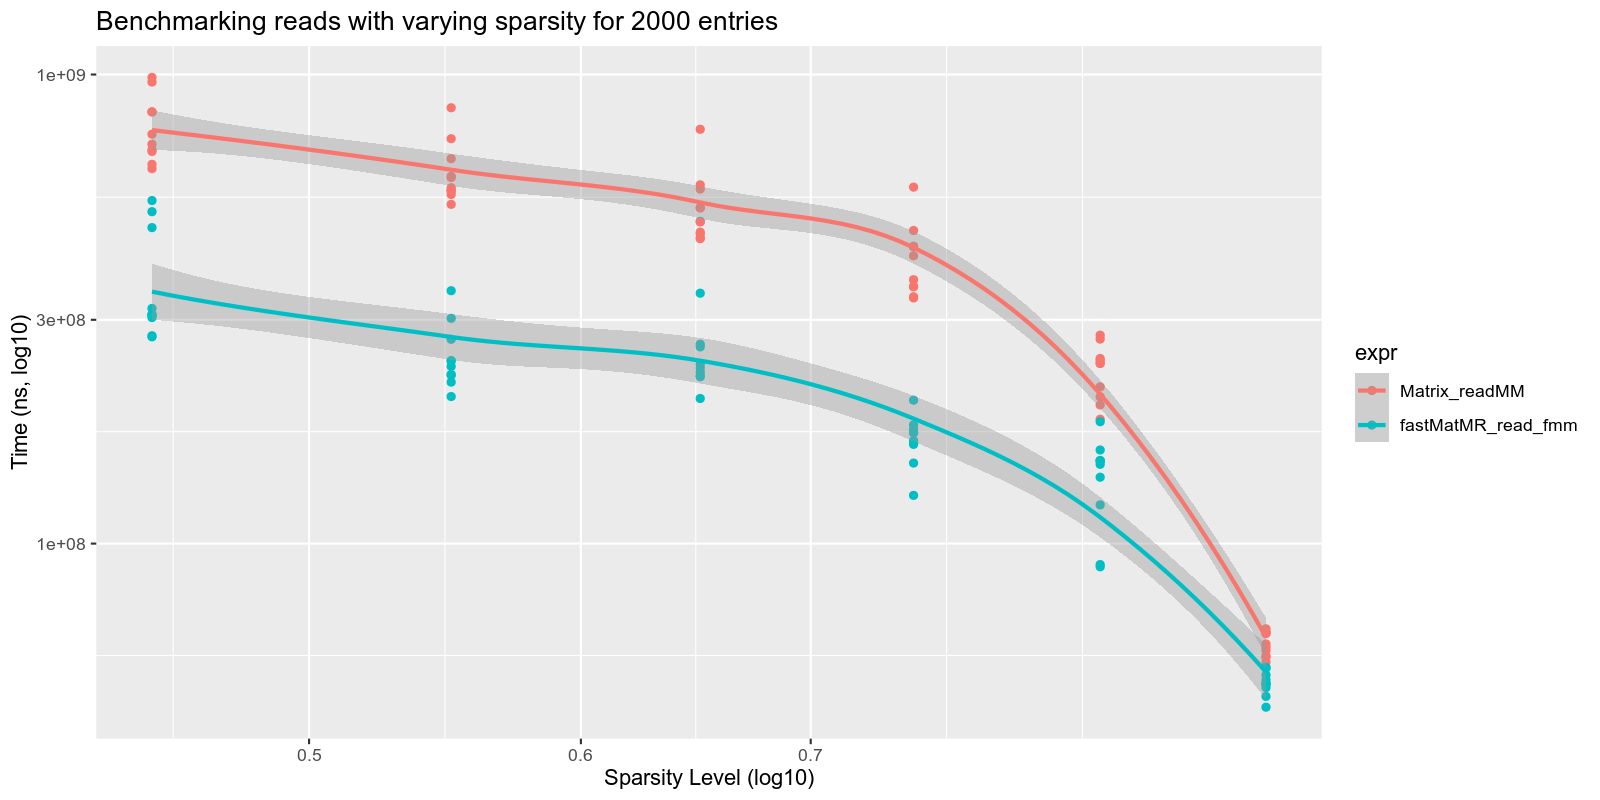 Benchmarking reads with varying sparsity for 2000 entries
1e+09
3e+08
1e+08
Time (ns, log10)
0.5
0.6
0.7
Sparsity Level (log10)
expr
Matrix_readMM
fastMatMR_read_fmm